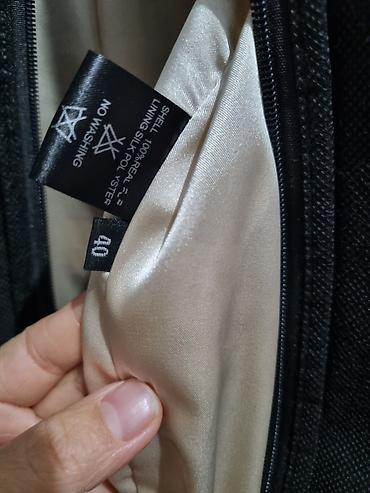 SHELL 100%REAL
LINING SILK POLYESTER
NO WASHING
40